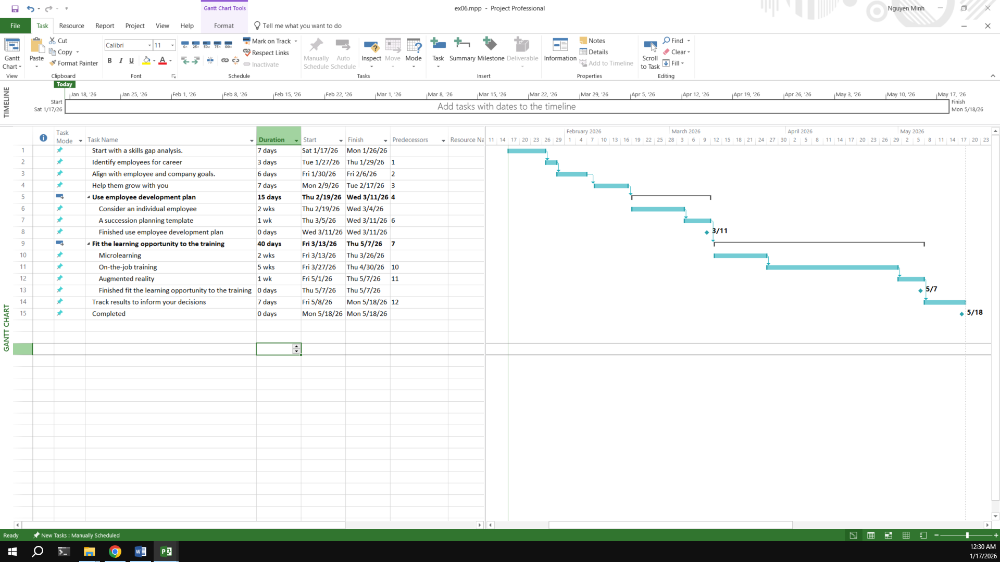 ex06.mpp - Project Professional
Gantt Chart Tools
Nguyen Minh
File Task Resource Report Project View Help Format Tell me what you want to do
Gantt Chart
View
Paste
Cut
Copy
Format Painter
Clipboard
Calibri 11
B I U A
Font
0% 25% 50% 75% 100%
Mark on Track
Respect Links
Inactivate
Schedule
Manually Schedule
Auto Schedule
Inspect
Move
Mode
Tasks
Task
Summary
Milestone
Deliverable
Insert
Information
Notes
Details
Add to Timeline
Properties
Scroll to Task
Find
Clear
Fill
Editing
TIMELINE
Today
Jan 18, '26 Jan 25, '26 Feb 1, '26 Feb 8, '26 Feb 15, '26 Feb 22, '26 Mar 1, '26 Mar 8, '26 Mar 15, '26 Mar 22, '26 Mar 29, '26 Apr 5, '26 Apr 12, '26 Apr 19, '26 Apr 26, '26 May 3, '26 May 10, '26 May 17, '26
Start
Sat 1/17/26
Add tasks with dates to the timeline
Finish
Mon 5/18/26
GANTT CHART
Task Mode Task Name Duration Start Finish Predecessors Resource Na
February 2026 March 2026 April 2026 May 2026
11 14 17 20 23 26 29 1 4 7 10 13 16 19 22 25 28 3 6 9 12 15 18 21 24 27 30 2 5 8 11 14 17 20 23 26 29 2 5 8 11 14 17 20 23
1 Start with a skills gap analysis. 7 days Sat 1/17/26 Mon 1/26/26
2 Identify employees for career 3 days Tue 1/27/26 Thu 1/29/26 1
3 Align with employee and company goals. 6 days Fri 1/30/26 Fri 2/6/26 2
4 Help them grow with you 7 days Mon 2/9/26 Tue 2/17/26 3
5 Use employee development plan 15 days Thu 2/19/26 Wed 3/11/26 4
6 Consider an individual employee 2 wks Thu 2/19/26 Wed 3/4/26
7 A succession planning template 1 wk Thu 3/5/26 Wed 3/11/26 6
8 Finished use employee development plan 0 days Wed 3/11/26 Wed 3/11/26 3/11
9 Fit the learning opportunity to the training 40 days Fri 3/13/26 Thu 5/7/26 7
10 Microlearning 2 wks Fri 3/13/26 Thu 3/26/26
11 On-the-job training 5 wks Fri 3/27/26 Thu 4/30/26 10
12 Augmented reality 1 wk Fri 5/1/26 Thu 5/7/26 11
13 Finished fit the learning opportunity to the training 0 days Thu 5/7/26 Thu 5/7/26 5/7
14 Track results to inform your decisions 7 days Fri 5/8/26 Mon 5/18/26 12
15 Completed 0 days Mon 5/18/26 Mon 5/18/26 5/18
Ready New Tasks : Manually Scheduled
12:30 AM
1/17/2026